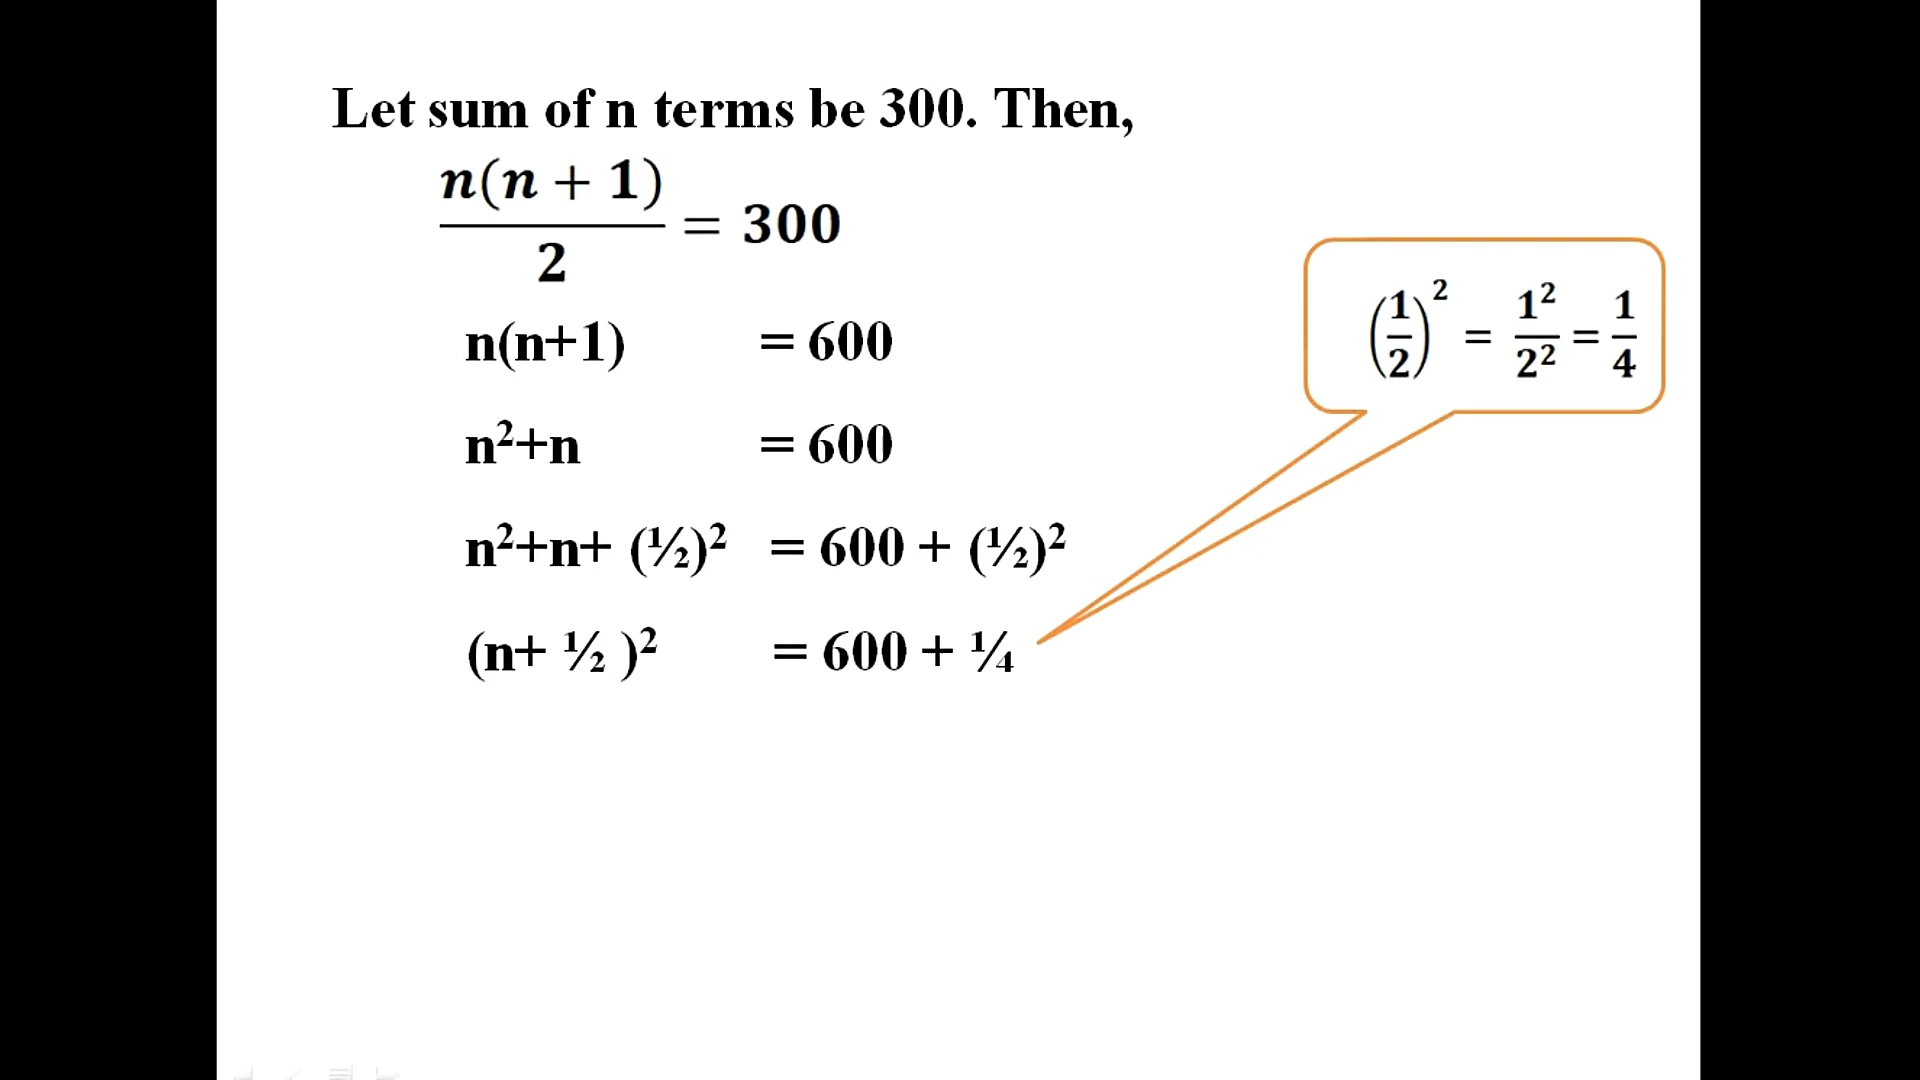 Let sum of n terms be 300. Then,
n(n + 1)/2 = 300
n(n+1) = 600
n²+n = 600
n²+n+ (½)² = 600 + (½)²
(n+ ½ )² = 600 + ¼
(1/2)² = 1²/2² = 1/4